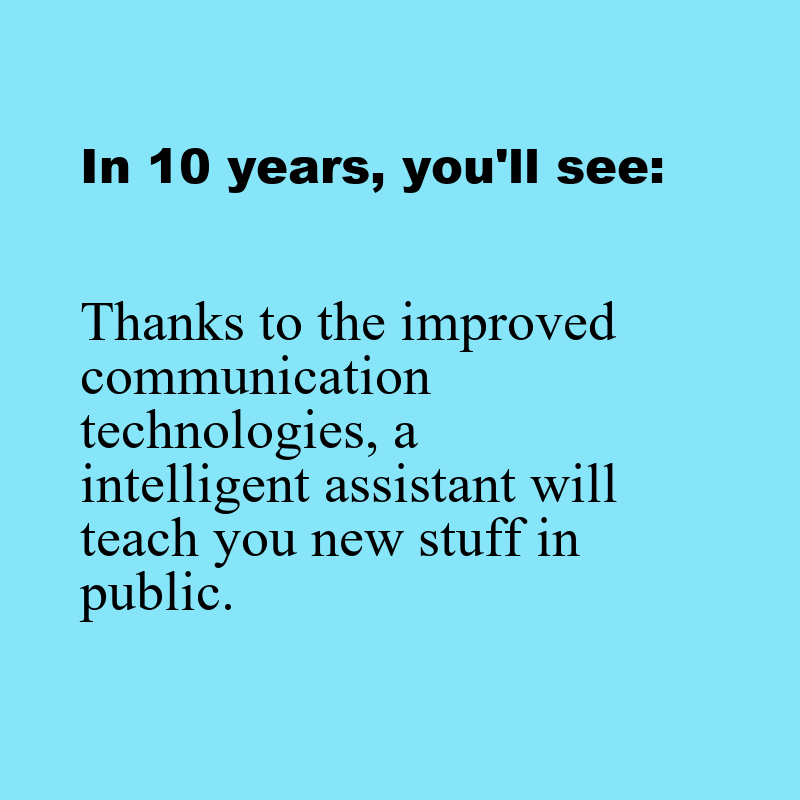 In 10 years, you'll see:
Thanks to the improved
communication
technologies, a
intelligent assistant will
teach you new stuff in
public.